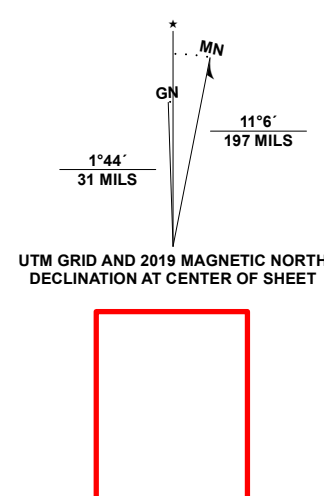 MN
GN
11°6´
197 MILS
1°44´
31 MILS
UTM GRID AND 2019 MAGNETIC NORTH
DECLINATION AT CENTER OF SHEET